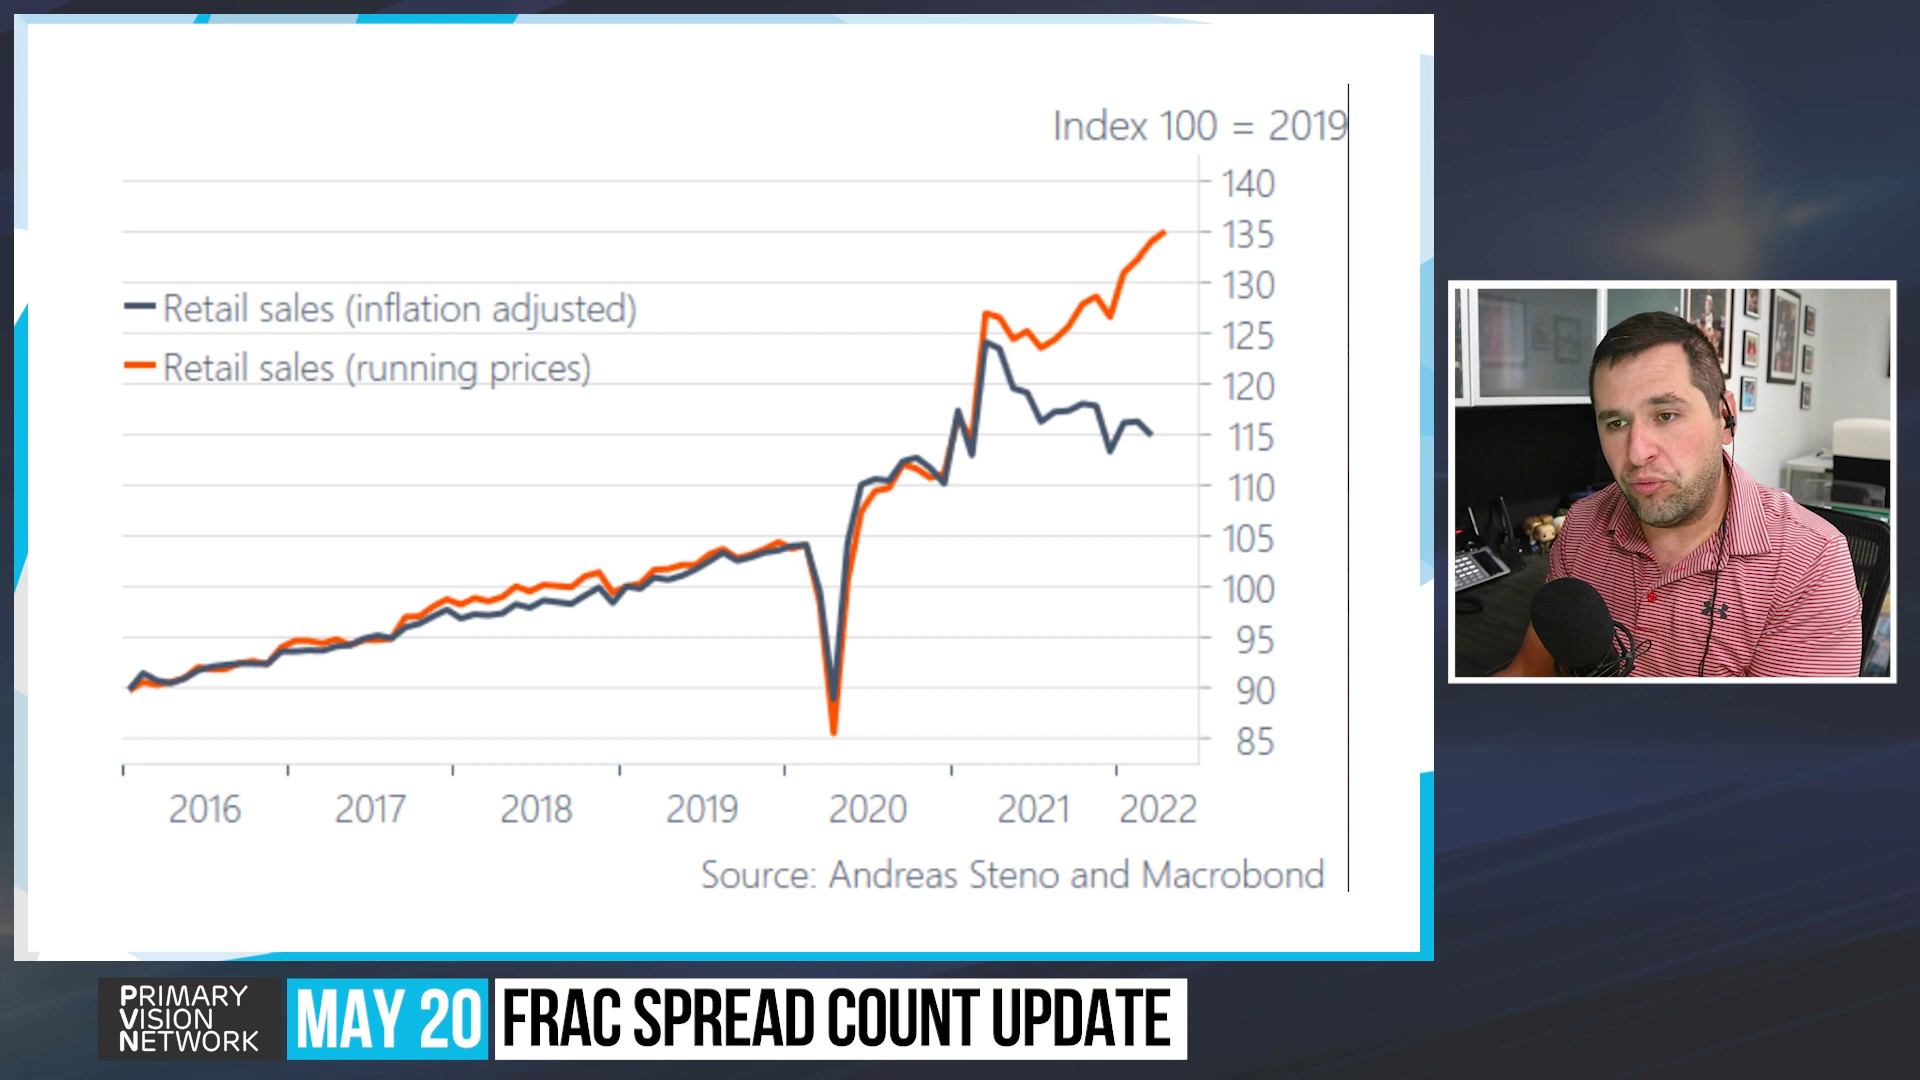 Index 100 = 2019
140
135
130
125
120
115
110
105
100
95
90
85
Retail sales (inflation adjusted)
Retail sales (running prices)
2016 2017 2018 2019 2020 2021 2022
Source: Andreas Steno and Macrobond
PRIMARY
VISION
NETWORK
MAY 20
FRAC SPREAD COUNT UPDATE